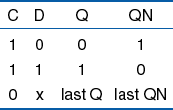 C D Q QN
1 0 0 1
1 1 1 0
0 x last Q last QN